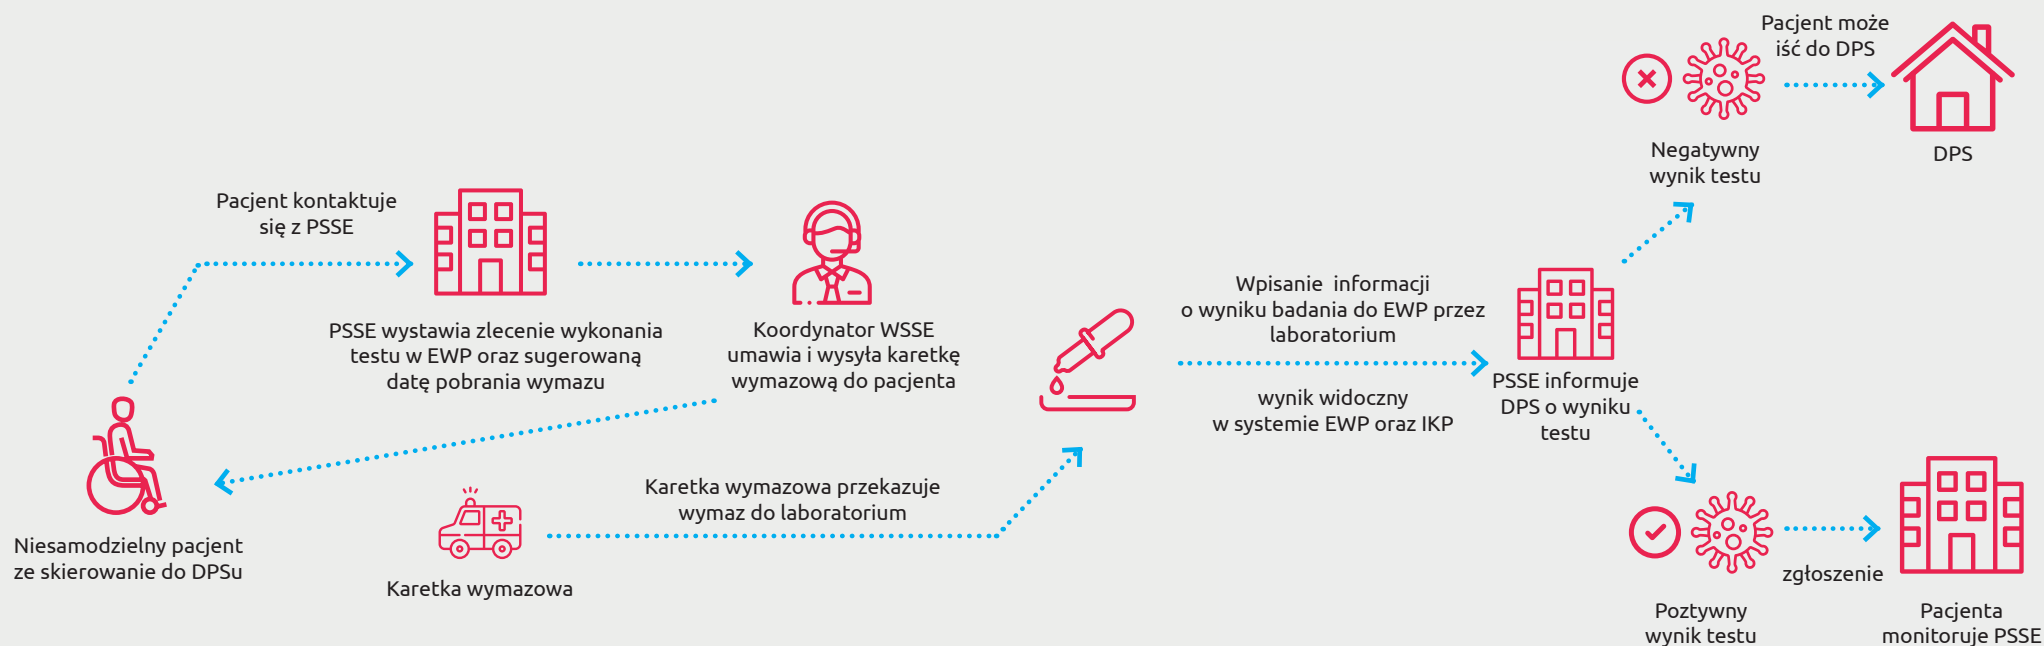 Pacjent kontaktuje
się z PSSE
PSSE wystawia zlecenie wykonania
testu w EWP oraz sugerowaną
datę pobrania wymazu
Koordynator WSSE
umawia i wysyła karetkę
wymazową do pacjenta
Niesamodzielny pacjent
ze skierowanie do DPSu
Karetka wymazowa
Karetka wymazowa przekazuje
wymaz do laboratorium
Wpisanie informacji
o wyniku badania do EWP przez
laboratorium
wynik widoczny
w systemie EWP oraz IKP
PSSE informuje
DPS o wyniku
testu
Negatywny
wynik testu
Pacjent może
iść do DPS
DPS
Poztywny
wynik testu
zgłoszenie
Pacjenta
monitoruje PSSE